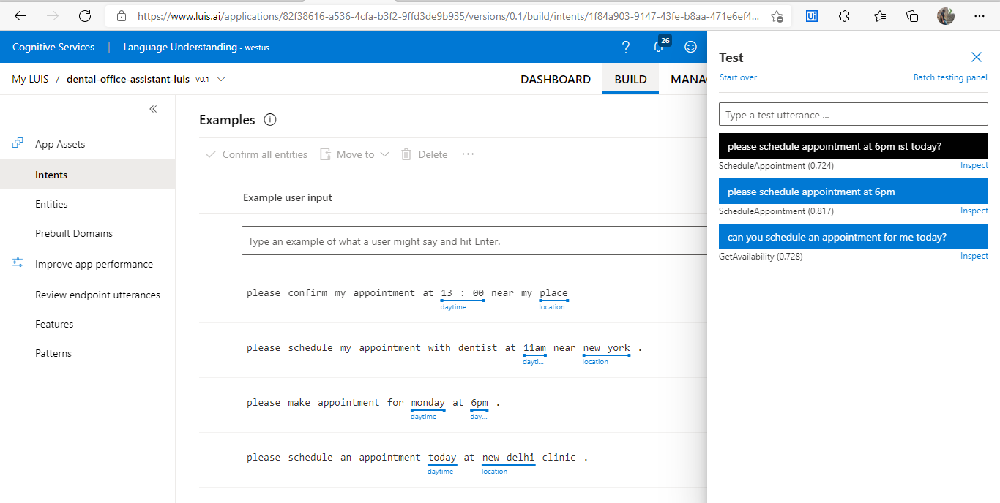 https://www.luis.ai/applications/82f38616-a536-4cfa-b3f2-9ffd3de9b935/versions/0.1/build/intents/1f84a903-9147-43fe-b8aa-471e6ef4...
Ui
Cognitive Services | Language Understanding - westus
? 26
My LUIS / dental-office-assistant-luis V0.1
DASHBOARD BUILD MANA
App Assets
Intents
Entities
Prebuilt Domains
Improve app performance
Review endpoint utterances
Features
Patterns
Examples
Confirm all entities Move to Delete ...
Example user input
Type an example of what a user might say and hit Enter.
please confirm my appointment at 13 : 00 near my place
daytime location
please schedule my appointment with dentist at 11am near new york .
dayti... location
please make appointment for monday at 6pm .
daytime day...
please schedule an appointment today at new delhi clinic .
daytime location
Test
Start over Batch testing panel
Type a test utterance ...
please schedule appointment at 6pm ist today?
ScheduleAppointment (0.724) Inspect
please schedule appointment at 6pm
ScheduleAppointment (0.817) Inspect
can you schedule an appointment for me today?
GetAvailability (0.728) Inspect